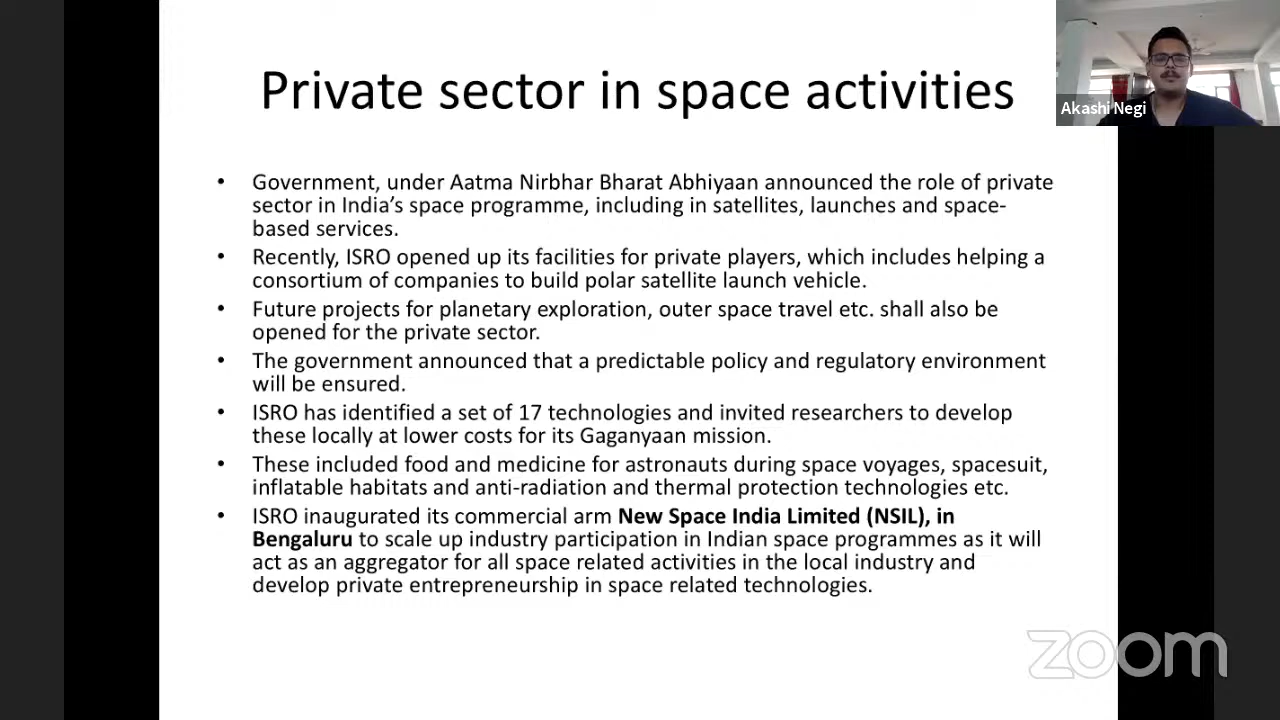 Private sector in space activities
Akashi Negi
• Government, under Aatma Nirbhar Bharat Abhiyaan announced the role of private
sector in India’s space programme, including in satellites, launches and space-
based services.
• Recently, ISRO opened up its facilities for private players, which includes helping a
consortium of companies to build polar satellite launch vehicle.
• Future projects for planetary exploration, outer space travel etc. shall also be
opened for the private sector.
• The government announced that a predictable policy and regulatory environment
will be ensured.
• ISRO has identified a set of 17 technologies and invited researchers to develop
these locally at lower costs for its Gaganyaan mission.
• These included food and medicine for astronauts during space voyages, spacesuit,
inflatable habitats and anti-radiation and thermal protection technologies etc.
• ISRO inaugurated its commercial arm New Space India Limited (NSIL), in
Bengaluru to scale up industry participation in Indian space programmes as it will
act as an aggregator for all space related activities in the local industry and
develop private entrepreneurship in space related technologies.
zoom